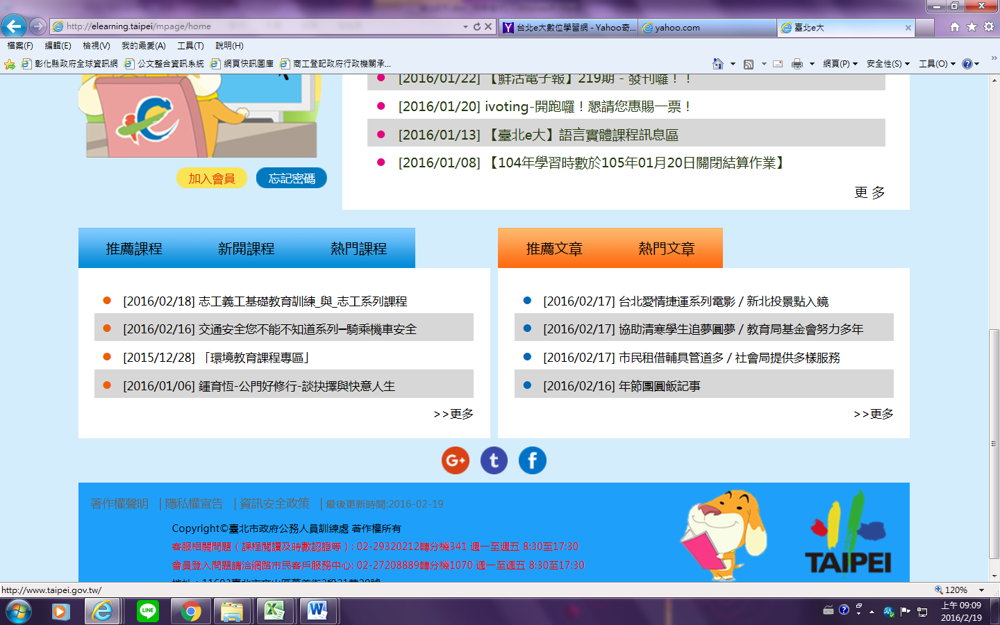 http://elearning.taipei/mpage/home
台北e大數位學習網 - Yahoo奇...
yahoo.com
臺北e大
檔案(F) 編輯(E) 檢視(V) 我的最愛(A) 工具(T) 說明(H)
彰化縣政府全球資訊網 公文整合資訊系統 網頁快訊圖庫 商工登記政府行政機關承...
網頁(P) 安全性(S) 工具(O)
[2016/01/22] 【鮮活電子報】219期 - 發刊囉！！
[2016/01/20] ivoting-開跑囉！懇請您惠賜一票！
[2016/01/13] 【臺北e大】語言實體課程訊息區
[2016/01/08] 【104年學習時數於105年01月20日關閉結算作業】
更 多
加入會員 忘記密碼
推薦課程 新開課程 熱門課程
[2016/02/18] 志工義工基礎教育訓練_與_志工系列課程
[2016/02/16] 交通安全您不能不知道系列─騎乘機車安全
[2015/12/28] 「環境教育課程專區」
[2016/01/06] 鍾育恆-公門好修行-談抉擇與快意人生
>>更多
推薦文章 熱門文章
[2016/02/17] 台北愛情捷運系列電影 / 新北投景點入鏡
[2016/02/17] 協助清寒學生追夢圓夢 / 教育局基金會努力多年
[2016/02/17] 市民租借輔具管道多 / 社會局提供多樣服務
[2016/02/16] 年節團圓飯記事
>>更多
G+ t f
著作權聲明 | 隱私權宣告 | 資訊安全政策 | 最後更新時間:2016-02-19
Copyright©臺北市政府公務人員訓練處 著作權所有
客服相關問題 ( 課程閱讀及時數認證等 ) : 02-29320212轉分機341 週一至週五 8:30至17:30
會員登入問題請洽網路市民客戶服務中心: 02-27208889轉分機1070 週一至週五 8:30至17:30
TAIPEI
http://www.taipei.gov.tw/
120%
LINE
上午 09:09
2016/2/19